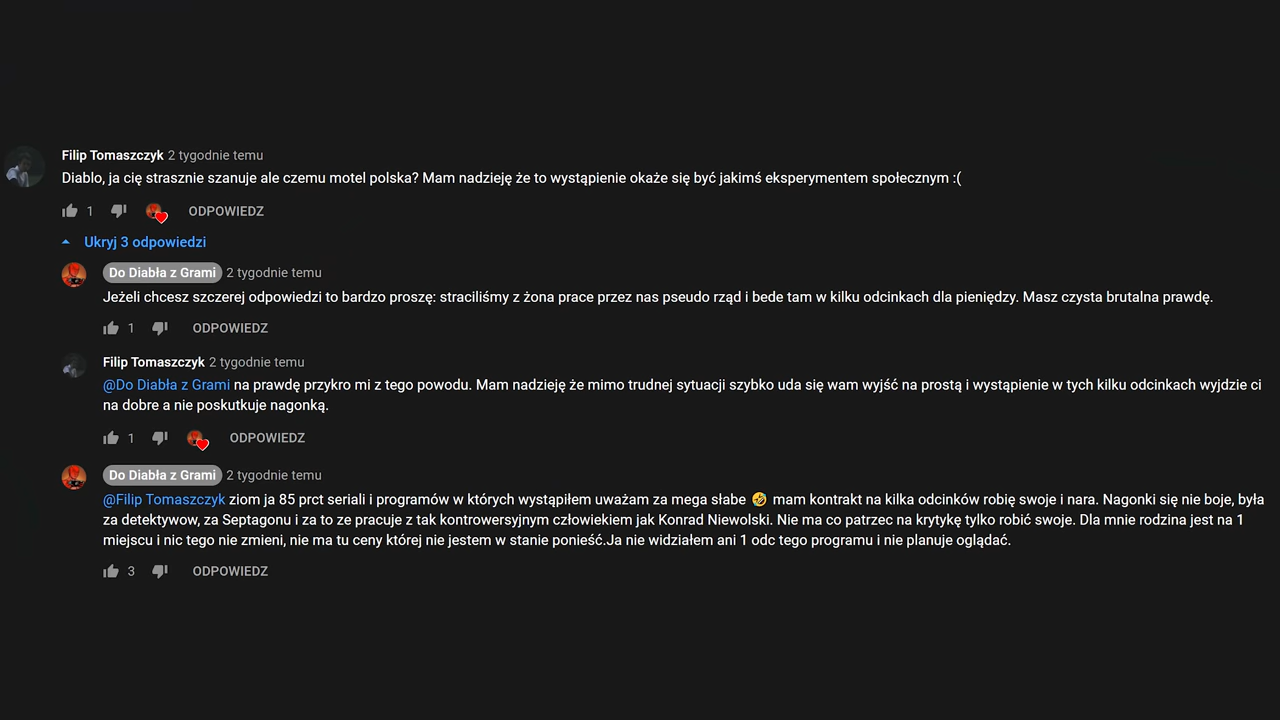 Filip Tomaszczyk 2 tygodnie temu
Diablo, ja cię strasznie szanuje ale czemu motel polska? Mam nadzieję że to wystąpienie okaże się być jakimś eksperymentem społecznym :(
1 ODPOWIEDZ
Ukryj 3 odpowiedzi
Do Diabła z Grami 2 tygodnie temu
Jeżeli chcesz szczerej odpowiedzi to bardzo proszę: straciliśmy z żona prace przez nas pseudo rząd i bede tam w kilku odcinkach dla pieniędzy. Masz czysta brutalna prawdę.
1 ODPOWIEDZ
Filip Tomaszczyk 2 tygodnie temu
@Do Diabła z Grami na prawdę przykro mi z tego powodu. Mam nadzieję że mimo trudnej sytuacji szybko uda się wam wyjść na prostą i wystąpienie w tych kilku odcinkach wyjdzie ci
na dobre a nie poskutkuje nagonką.
1 ODPOWIEDZ
Do Diabła z Grami 2 tygodnie temu
@Filip Tomaszczyk ziom ja 85 prct seriali i programów w których wystąpiłem uważam za mega słabe 🤣 mam kontrakt na kilka odcinków robię swoje i nara. Nagonki się nie boje, była
za detektywow, za Septagonu i za to ze pracuje z tak kontrowersyjnym człowiekiem jak Konrad Niewolski. Nie ma co patrzec na krytykę tylko robić swoje. Dla mnie rodzina jest na 1
miejscu i nic tego nie zmieni, nie ma tu ceny której nie jestem w stanie ponieść.Ja nie widziałem ani 1 odc tego programu i nie planuje oglądać.
3 ODPOWIEDZ